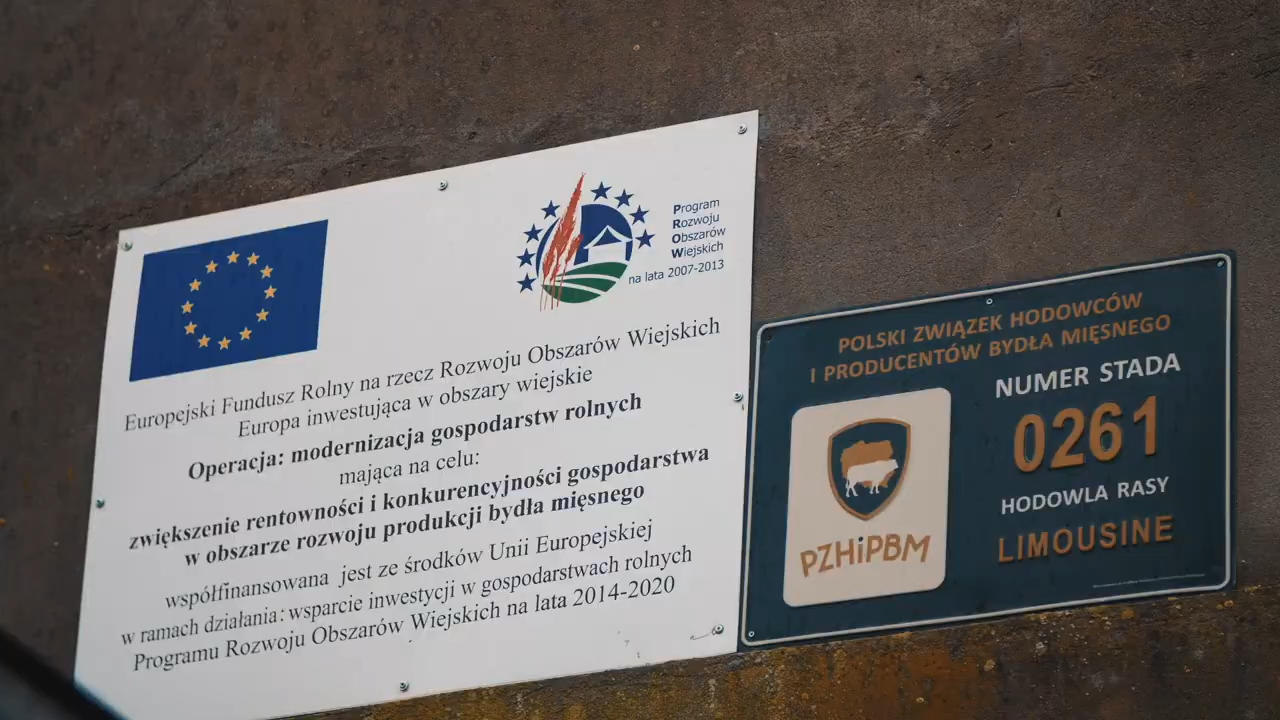 Program
Rozwoju
Obszarów
Wiejskich
na lata 2007-2013
Europejski Fundusz Rolny na rzecz Rozwoju Obszarów Wiejskich
Europa inwestująca w obszary wiejskie
Operacja: modernizacja gospodarstw rolnych
mająca na celu:
zwiększenie rentowności i konkurencyjności gospodarstwa
w obszarze rozwoju produkcji bydła mięsnego
współfinansowana jest ze środków Unii Europejskiej
w ramach działania: wsparcie inwestycji w gospodarstwach rolnych
Programu Rozwoju Obszarów Wiejskich na lata 2014-2020
POLSKI ZWIĄZEK HODOWCÓW
I PRODUCENTÓW BYDŁA MIĘSNEGO
NUMER STADA
0261
HODOWLA RASY
LIMOUSINE
PZHiPBM